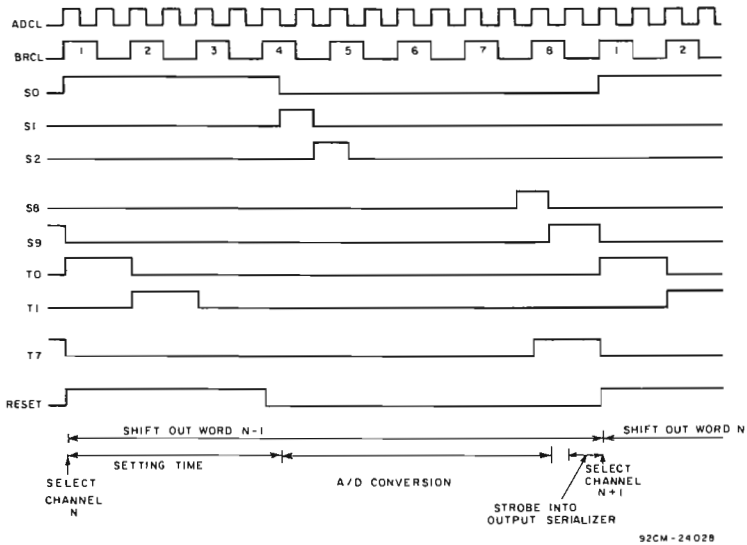 ADCL
BRCL
1 2 3 4 5 6 7 8 1 2
S0
S1
S2
S8
S9
T0
T1
T7
RESET
SHIFT OUT WORD N-1
SHIFT OUT WORD N
SETTING TIME
SELECT
CHANNEL
N
A/D CONVERSION
SELECT
CHANNEL
N+1
STROBE INTO
OUTPUT SERIALIZER
92CM-24028